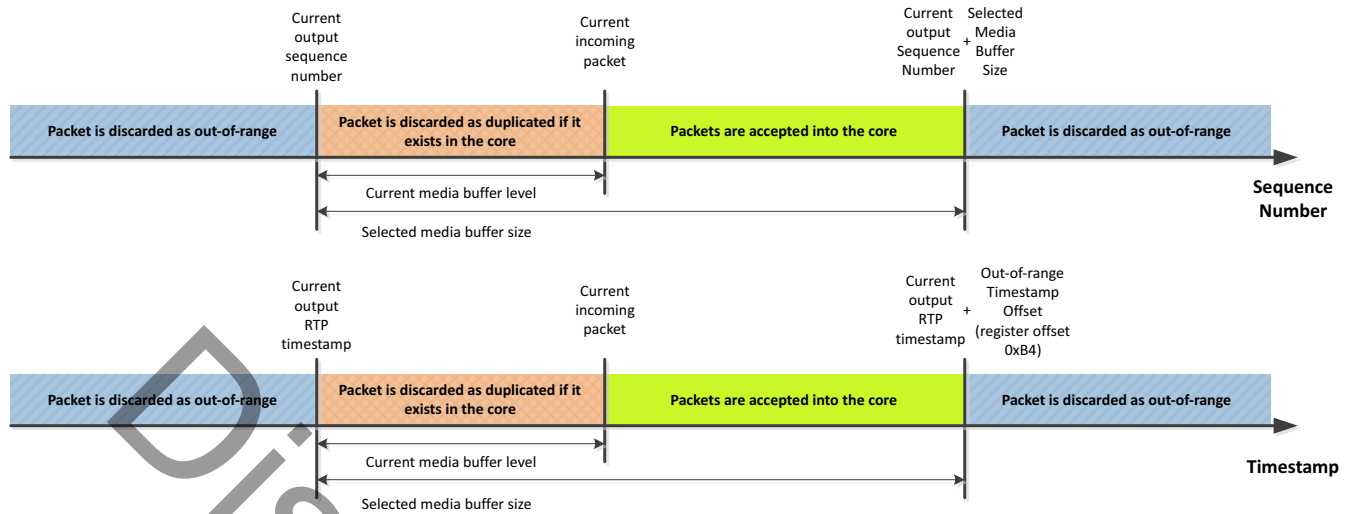 Current
output
sequence
number
Current
incoming
packet
Current
output
Sequence
Number
+
Selected
Media
Buffer
Size
Packet is discarded as out-of-range
Packet is discarded as duplicated if it
exists in the core
Packets are accepted into the core
Packet is discarded as out-of-range
Current media buffer level
Selected media buffer size
Sequence
Number
Current
output
RTP
timestamp
Current
incoming
packet
Current
output
RTP
timestamp
+
Out-of-range
Timestamp
Offset
(register offset
0xB4)
Packet is discarded as out-of-range
Packet is discarded as duplicated if it
exists in the core
Packets are accepted into the core
Packet is discarded as out-of-range
Current media buffer level
Selected media buffer size
Timestamp